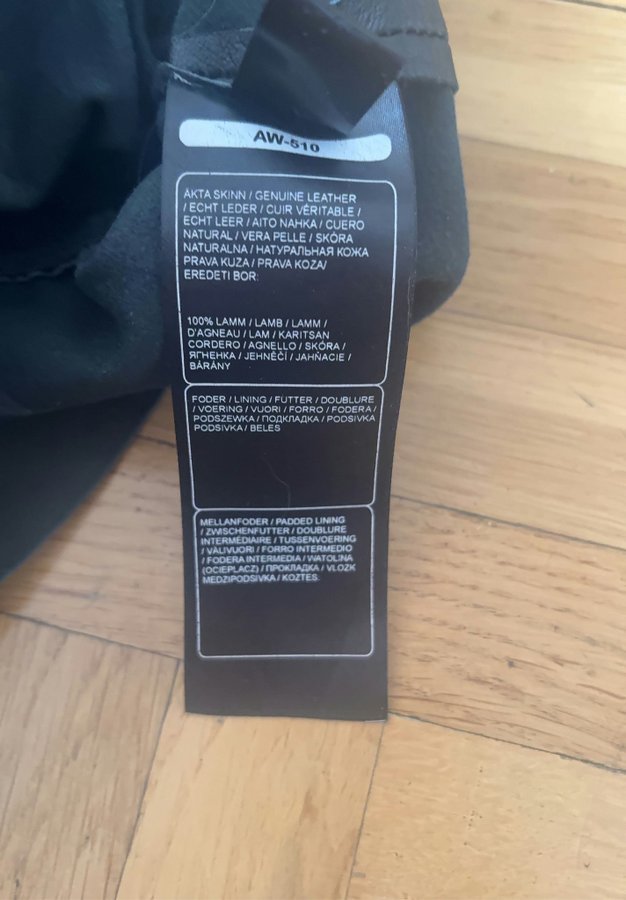 AW-510
ÄKTA SKINN / GENUINE LEATHER
/ ECHT LEDER / CUIR VÉRITABLE /
ECHT LEER / AITO NAHKA / CUERO
NATURAL / VERA PELLE / SKÓRA
NATURALNA / НАТУРАЛЬНАЯ КОЖА
PRAVA KUZA / PRAVA KOZA/
EREDETI BOR:
100% LAMM / LAMB / LAMM /
D'AGNEAU / LAM / KARITSAN
CORDERO / AGNELLO / SKÓRA /
ЯГНЕНКА / JEHNĚČÍ / JAHŇACIE /
BÁRÁNY
FODER / LINING / FUTTER / DOUBLURE
/ VOERING / VUORI / FORRO / FODERA /
PODSZEWKA / ПОДКЛАДКА / PODSIVKA
PODSIVKA / BELES
MELLANFODER / PADDED LINING
/ ZWISCHENFUTTER / DOUBLURE
INTERMÉDIAIRE / TUSSENVOERING
/ VÄLIVUORI / FORRO INTERMEDIO
/ FODERA INTERMEDIA / WATOLINA
(OCIEPLACZ) / ПРОКЛАДКА / VLOZK
MEDZIPODSIVKA / KOZTES: